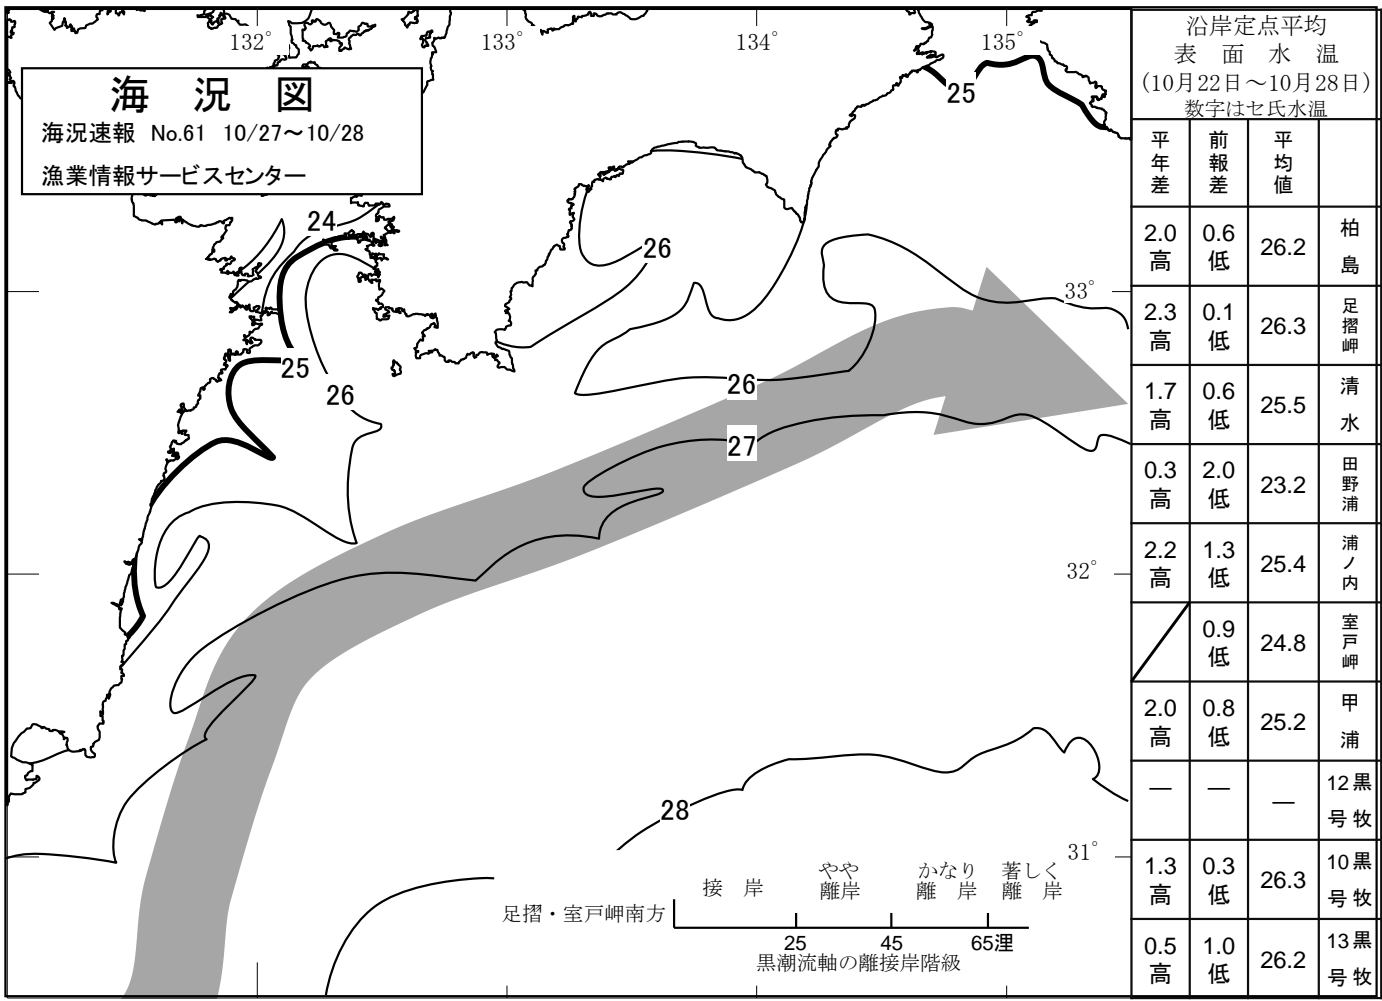 海 況 図
海況速報 No.61 10/27～10/28
漁業情報サービスセンター
132°
133°
134°
135°
33°
32°
31°
25
24
26
25
26
26
27
28
接 岸
やや
離岸
かなり
離 岸
著しく
離 岸
足摺・室戸岬南方
25
45
65浬
黒潮流軸の離接岸階級
沿岸定点平均
表 面 水 温
(10月22日～10月28日)
数字はセ氏水温
平年差 前報差 平均値
2.0高 0.6低 26.2 柏島
2.3高 0.1低 26.3 足摺岬
1.7高 0.6低 25.5 清水
0.3高 2.0低 23.2 田野浦
2.2高 1.3低 25.4 浦ノ内
0.9低 24.8 室戸岬
2.0高 0.8低 25.2 甲浦
— — — 黒牧12号
1.3高 0.3低 26.3 黒牧10号
0.5高 1.0低 26.2 黒牧13号